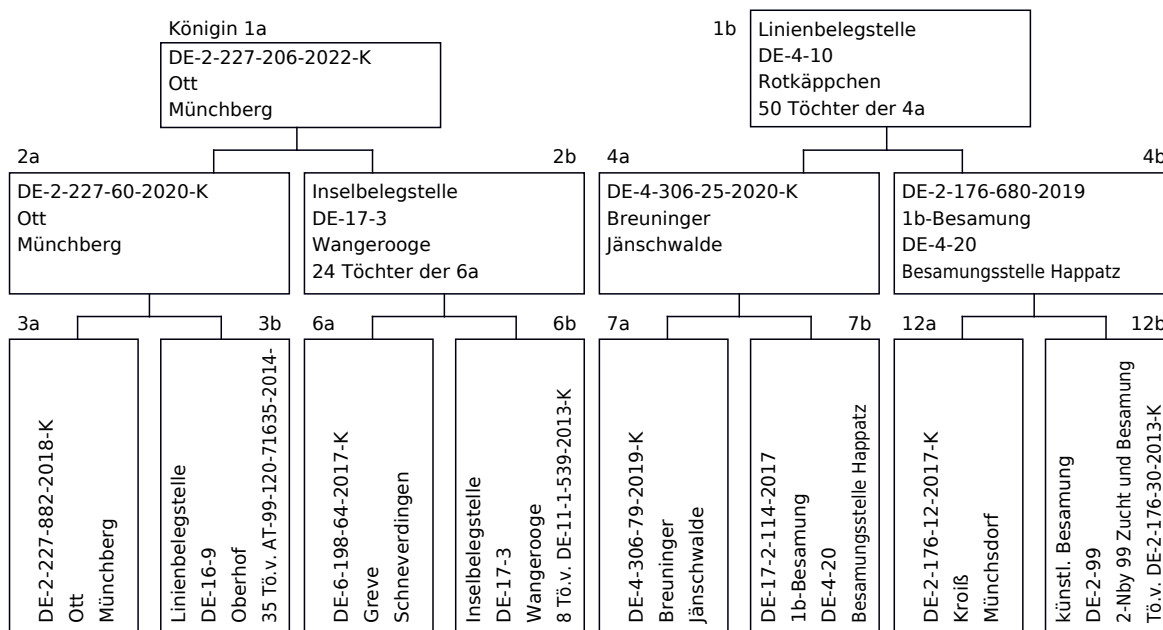 Königin 1a
DE-2-227-206-2022-K
Ott
Münchberg
1b
Linienbelegstelle
DE-4-10
Rotkäppchen
50 Töchter der 4a
2a
DE-2-227-60-2020-K
Ott
Münchberg
2b
Inselbelegstelle
DE-17-3
Wangerooge
24 Töchter der 6a
4a
DE-4-306-25-2020-K
Breuninger
Jänschwalde
4b
DE-2-176-680-2019
1b-Besamung
DE-4-20
Besamungsstelle Happatz
3a
DE-2-227-882-2018-K
Ott
Münchberg
3b
Linienbelegstelle
DE-16-9
Oberhof
35 Tö.v. AT-99-120-71635-2014-
6a
DE-6-198-64-2017-K
Greve
Schneverdingen
6b
Inselbelegstelle
DE-17-3
Wangerooge
8 Tö.v. DE-11-1-539-2013-K
7a
DE-4-306-79-2019-K
Breuninger
Jänschwalde
7b
DE-17-2-114-2017
1b-Besamung
DE-4-20
Besamungsstelle Happatz
12a
DE-2-176-12-2017-K
Kroiß
Münchsdorf
12b
künstl. Besamung
DE-2-99
2-Nby 99 Zucht und Besamung
Tö.v. DE-2-176-30-2013-K